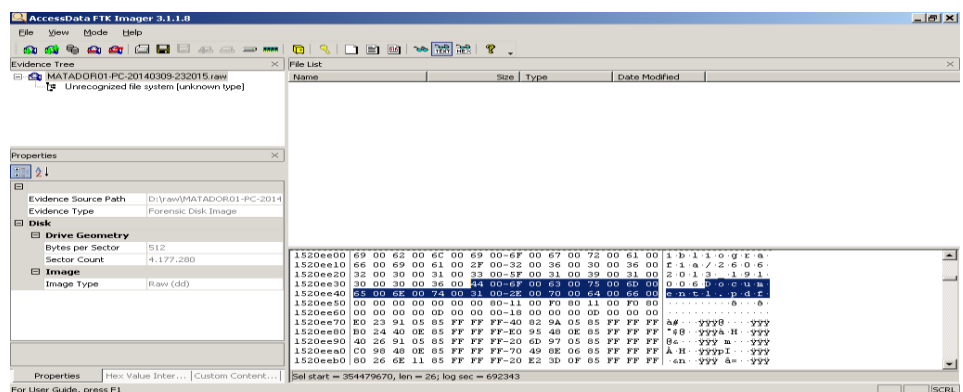 AccessData FTK Imager 3.1.1.8
File View Mode Help
Evidence Tree
MATADOR01-PC-20140309-232015.raw
Unrecognized file system [unknown type]
File List
Name Size Type Date Modified
Properties
Evidence Source Path D:\raw\MATADOR01-PC-2014
Evidence Type Forensic Disk Image
Disk
Drive Geometry
Bytes per Sector 512
Sector Count 4.177.280
Image
Image Type Raw (dd)
1520ee00 69 00 62 00 6C 00 69 00-6F 00 67 00 72 00 61 00 i·b·l·i·o·g·r·a·
1520ee10 66 00 69 00 61 00 2F 00-32 00 36 00 30 00 36 00 f·i·a·/·2·6·0·6·
1520ee20 32 00 30 00 31 00 33 00-5F 00 31 00 39 00 31 00 2·0·1·3·_·1·9·1·
1520ee30 30 00 30 00 36 00 44 00-6F 00 63 00 75 00 6D 00 0·0·6·D·o·c·u·m·
1520ee40 65 00 6E 00 74 00 31 00-2E 00 70 00 64 00 66 00 e·n·t·1·.·p·d·f·
1520ee50 00 00 00 00 00 00 80-11 00 F0 80 11 00 F0 80
1520ee60 00 00 00 00 0D 00 00-18 00 00 00 0D 00 00 00
1520ee70 E0 23 91 05 85 FF FF FF-40 82 9A 05 85 FF FF FF
1520ee80 B0 24 40 0E 85 FF FF FF-E0 95 48 0E 85 FF FF FF
1520ee90 40 26 91 05 85 FF FF FF-20 6D 97 05 85 FF FF FF
1520eea0 C0 98 48 0E 85 FF FF FF-70 49 8E 06 85 FF FF FF
1520eeb0 80 26 6E 11 85 FF FF FF-20 E2 3D 0F 85 FF FF FF
Properties Hex Value Inter... Custom Content...
Sel start = 354479670, len = 26; log sec = 692343
For User Guide, press F1
SCRL